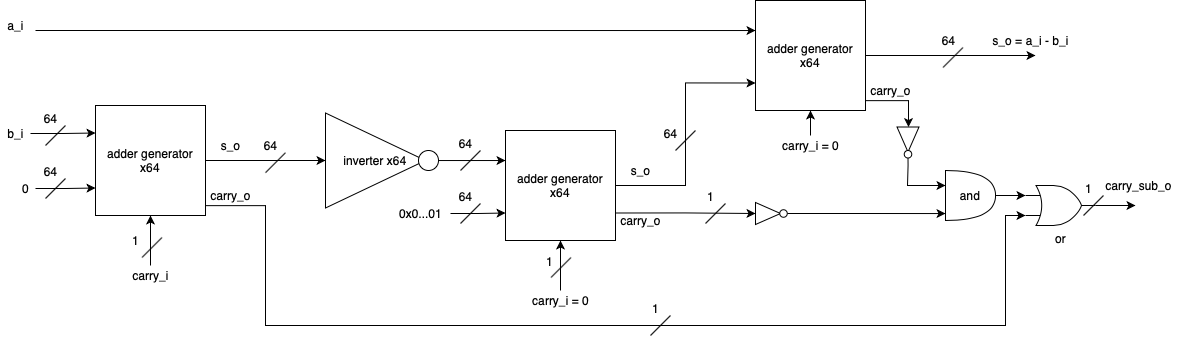 a_i
adder generator
x64
64
s_o = a_i - b_i
carry_o
carry_i = 0
64
b_i
64
0
adder generator
x64
s_o
64
carry_o
1
carry_i
inverter x64
64
64
0x0...01
adder generator
x64
s_o
64
carry_o
1
1
carry_i = 0
and
or
1
carry_sub_o
1